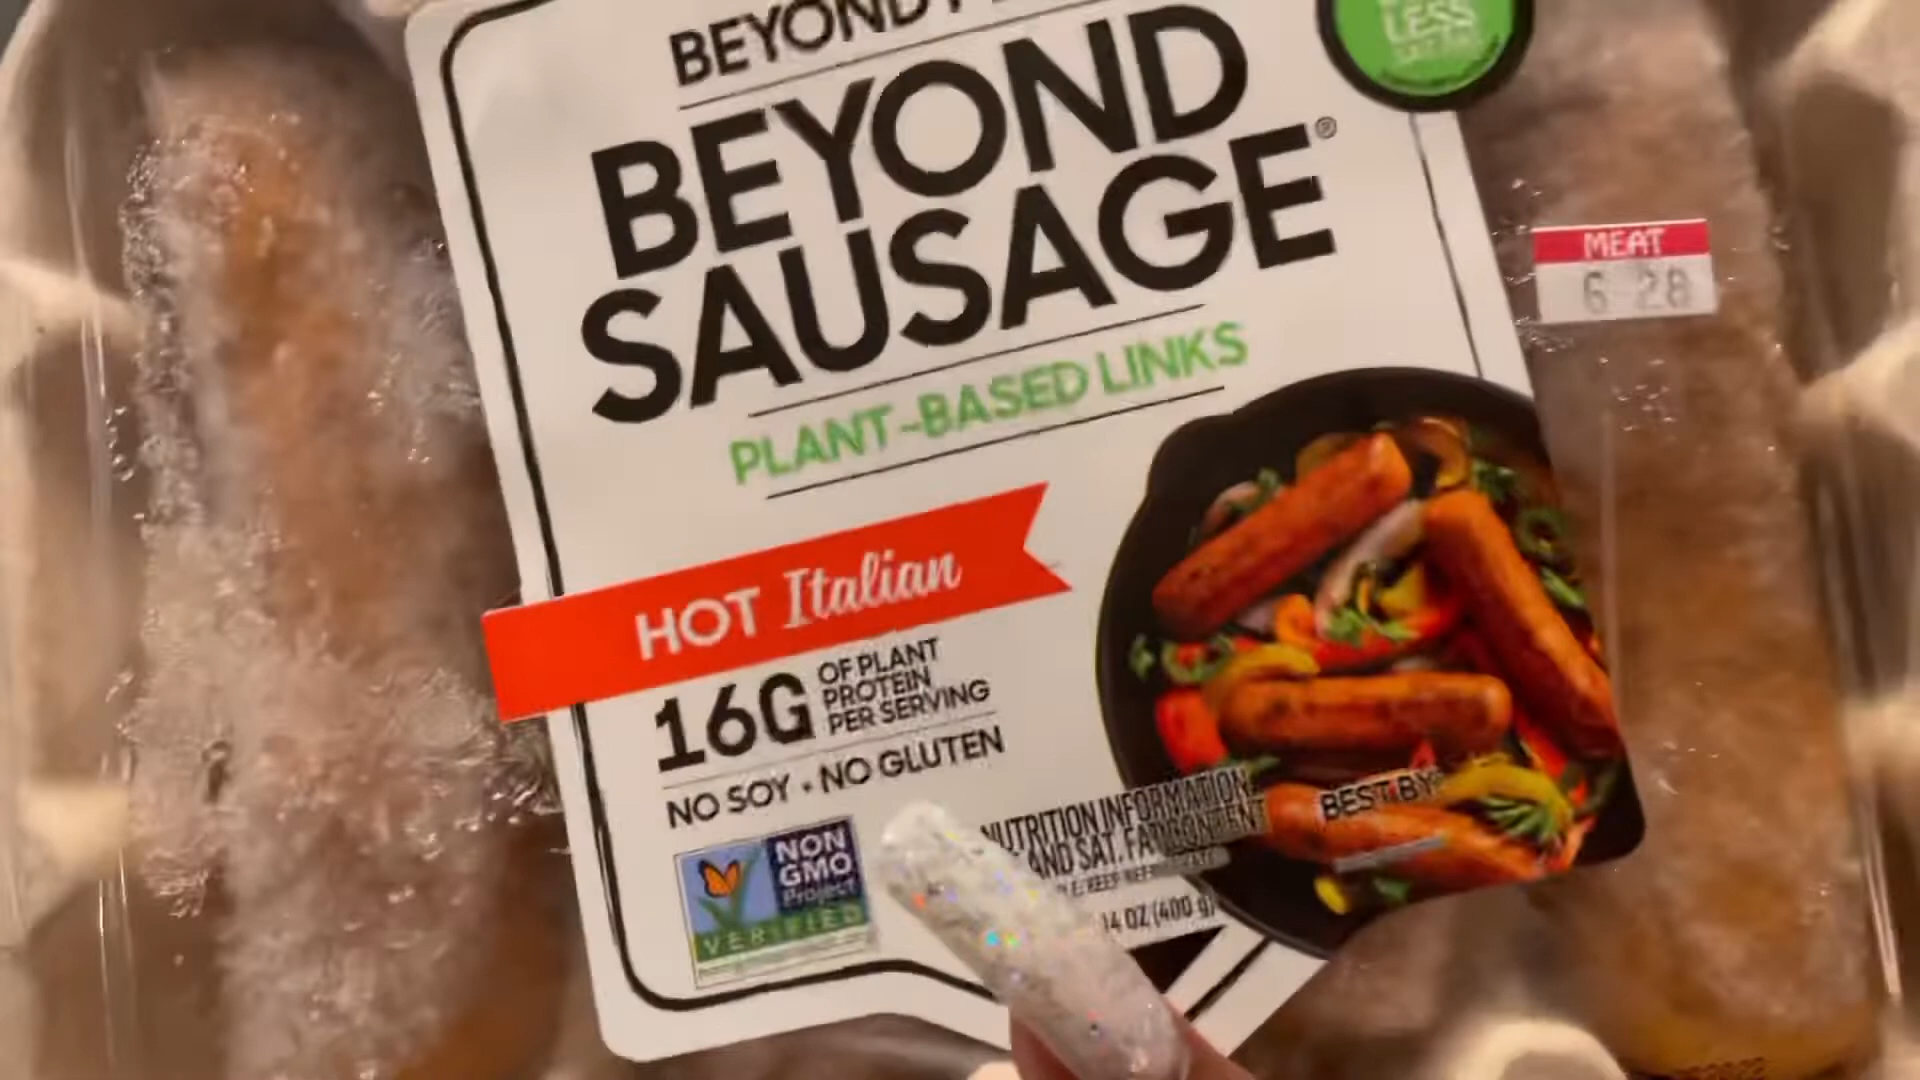 BEYOND
BEYOND
SAUSAGE®
PLANT-BASED LINKS
HOT Italian
16G OF PLANT
PROTEIN
PER SERVING
NO SOY • NO GLUTEN
NON
GMO
Project
VERIFIED
NUTRITION INFORMATION
AND SAT. FAT CONTENT
KEEP
14 OZ (400 g)
BEST BY
LESS
MEAT
6 28